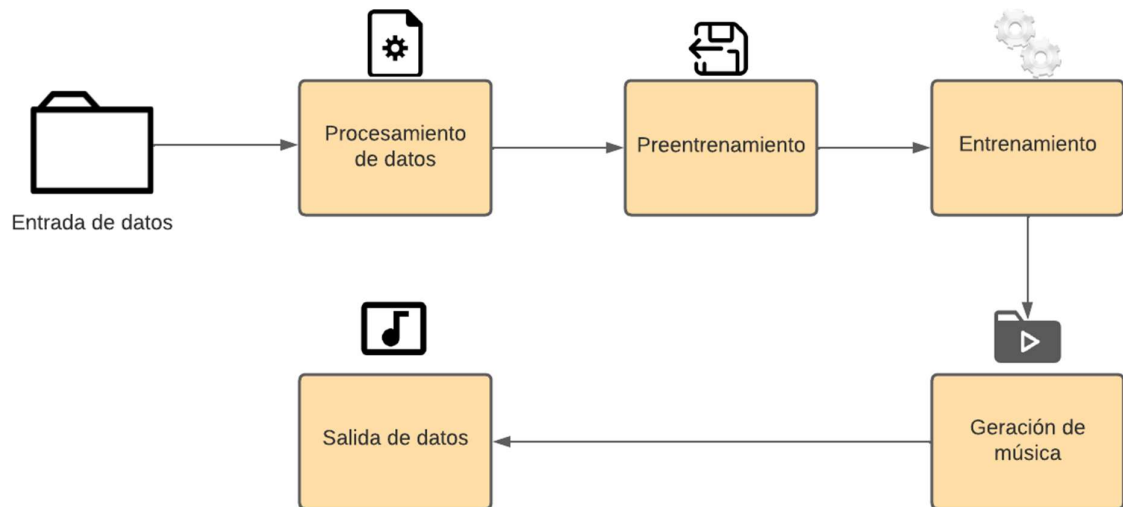 Entrada de datos
Procesamiento
de datos
Preentrenamiento
Entrenamiento
Geración de
música
Salida de datos